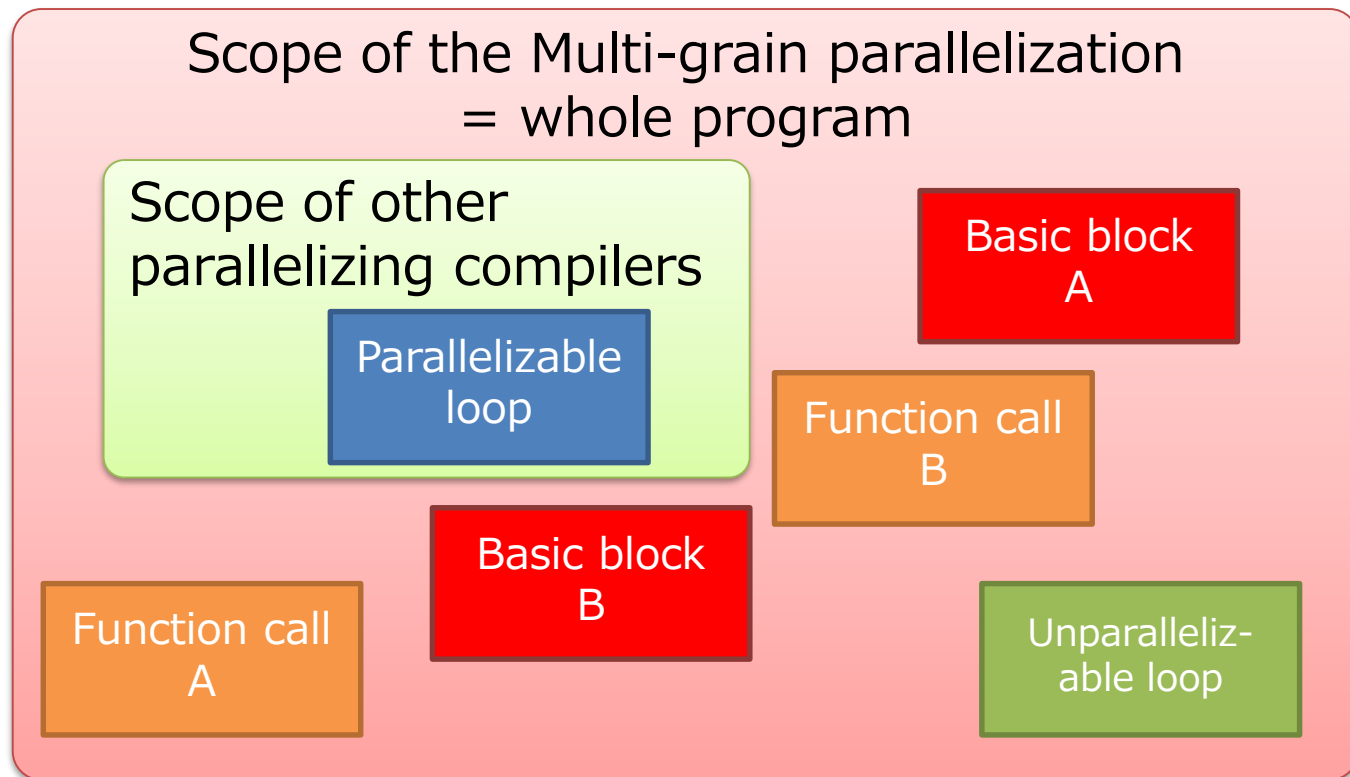 Scope of the Multi-grain parallelization
= whole program
Scope of other
parallelizing compilers
Parallelizable
loop
Basic block
A
Function call
B
Basic block
B
Function call
A
Unparalleliz-
able loop